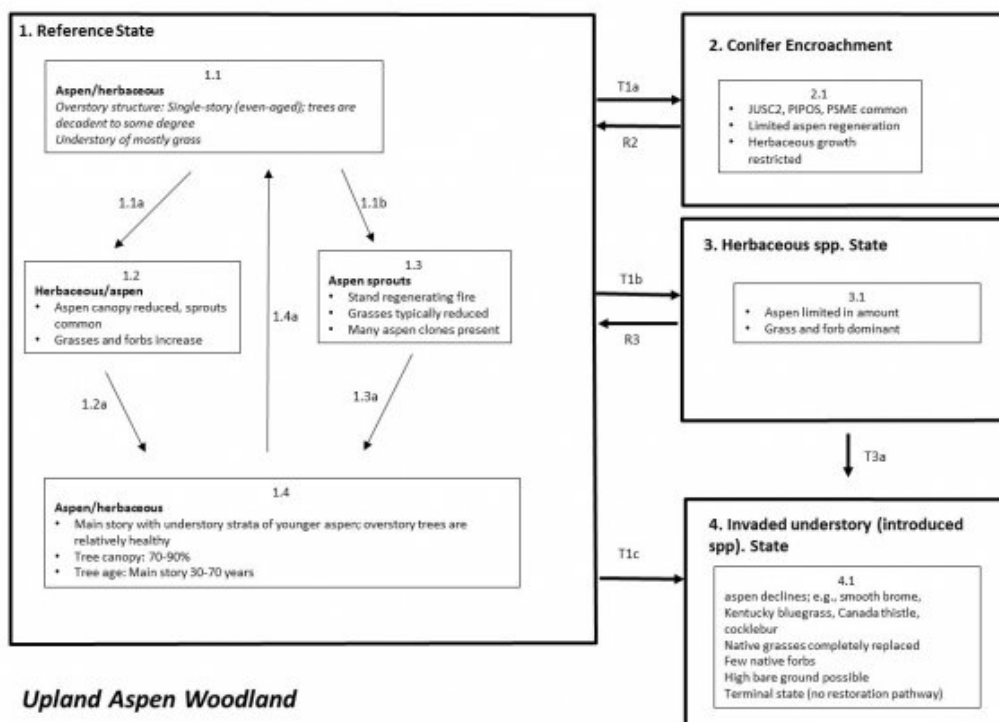 1. Reference State
1.1
Aspen/herbaceous
Overstory structure: Single-story (even-aged); trees are
decadent to some degree
Understory of mostly grass
1.1a
1.1b
1.2
Herbaceous/aspen
• Aspen canopy reduced, sprouts
common
• Grasses and forbs increase
1.4a
1.3
Aspen sprouts
• Stand regenerating fire
• Grasses typically reduced
• Many aspen clones present
1.2a
1.3a
1.4
Aspen/herbaceous
• Main story with understory strata of younger aspen; overstory trees are
relatively healthy
• Tree canopy: 70-90%
• Tree age: Main story 30-70 years
T1a
R2
2. Conifer Encroachment
2.1
• JUSC2, PIPOS, PSME common
• Limited aspen regeneration
• Herbaceous growth
restricted
T1b
R3
3. Herbaceous spp. State
3.1
• Aspen limited in amount
• Grass and forb dominant
T3a
T1c
4. Invaded understory (introduced
spp). State
4.1
aspen declines; e.g., smooth brome,
Kentucky bluegrass, Canada thistle,
cocklebur
Native grasses completely replaced
Few native forbs
High bare ground possible
Terminal state (no restoration pathway)
Upland Aspen Woodland